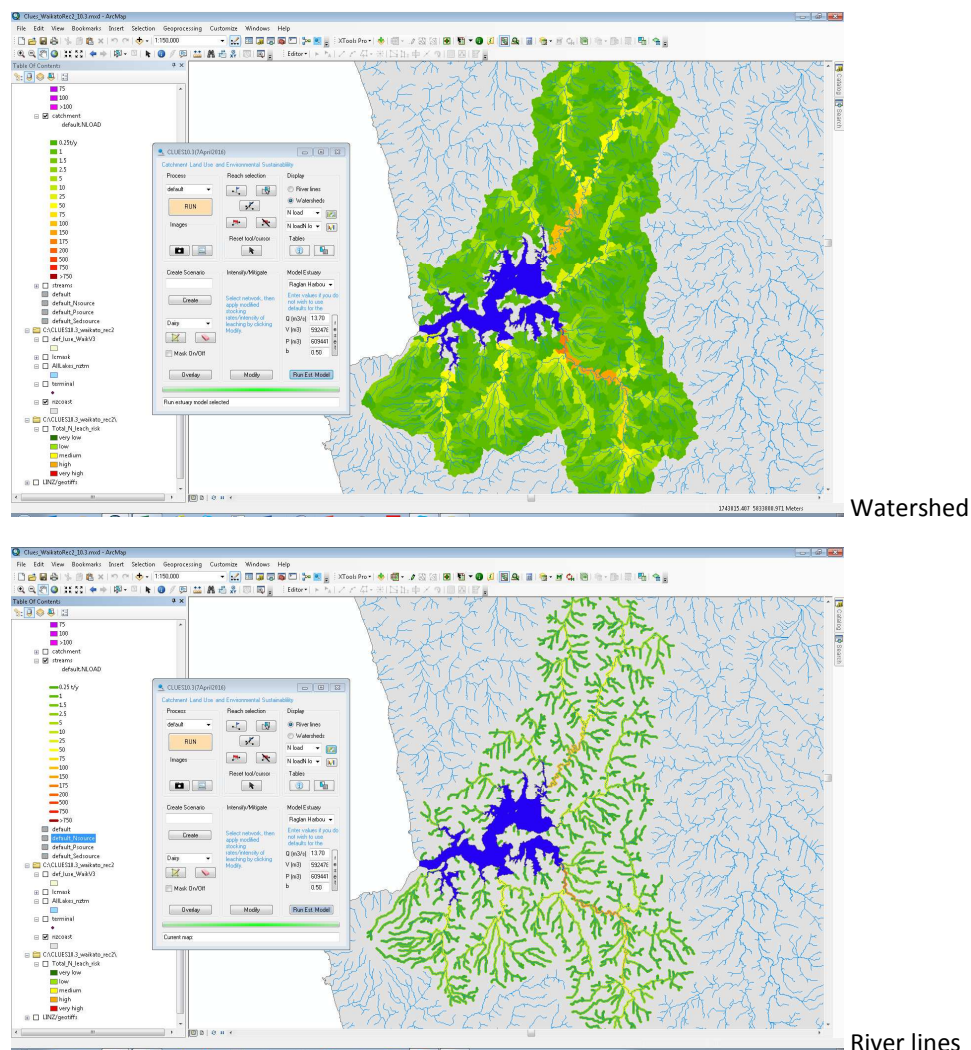 Clues_WaikatoRec2_10.3.mxd - ArcMap
File Edit View Bookmarks Insert Selection Geoprocessing Customize Windows Help
1:150,000
XTools Pro
Editor
Table Of Contents
75
100
>100
catchment
default.NLOAD
0.25t/y
1
1.5
2.5
5
10
25
50
75
100
150
175
200
500
750
>750
streams
default
default_Nsource
default_Psource
default_Sedsource
C:\CLUES10.3_waikato_rec2
def_luse_WaikV3
lcmask
AllLakes_nztm
terminal
nzcoast
C:\CLUES10.3_waikato_rec2\
Total_N_leach_risk
very low
low
medium
high
very high
LINZ/geotiffs
CLUES10.3(7April2016)
Catchment Land Use and Environmental Sustainability
Process
Reach selection
Display
default
River lines
Watersheds
RUN
N load
Images
N loadN lo
Reset tool/cursor
Tables
Create Scenario
Intensify/Mitigate
Model Estuary
Raglan Harbou
Create
Select network, then
apply modified
stocking
rates/intensity of
leaching by clicking
Modify.
Enter values if you do
not wish to use
defaults for the
Q (m3/s) 13.70
V (m3) 59247E
P (m3) 609441
b 0.50
Dairy
Mask On/Off
Overlay
Modify
Run Est Model
Run estuary model selected
Catalog
Search
Meters
Watershed
Clues_WaikatoRec2_10.3.mxd - ArcMap
File Edit View Bookmarks Insert Selection Geoprocessing Customize Windows Help
1:150,000
XTools Pro
Editor
Table Of Contents
75
100
>100
catchment
streams
default.NLOAD
0.25 t/y
1
1.5
2.5
5
10
25
50
75
100
150
175
200
500
750
>750
default
default_Nsource
default_Psource
default_Sedsource
C:\CLUES10.3_waikato_rec2
def_luse_WaikV3
lcmask
AllLakes_nztm
terminal
nzcoast
C:\CLUES10.3_waikato_rec2\
Total_N_leach_risk
very low
low
medium
high
very high
LINZ/geotiffs
CLUES10.3(7April2016)
Catchment Land Use and Environmental Sustainability
Process
Reach selection
Display
default
River lines
Watersheds
RUN
N load
Images
N loadN lo
Reset tool/cursor
Tables
Create Scenario
Intensify/Mitigate
Model Estuary
Raglan Harbou
Create
Select network, then
apply modified
stocking
rates/intensity of
leaching by clicking
Modify.
Enter values if you do
not wish to use
defaults for the
Q (m3/s) 13.70
V (m3) 59247E
P (m3) 609441
b 0.50
Dairy
Mask On/Off
Overlay
Modify
Run Est Model
Current map:
Catalog
Search
River lines